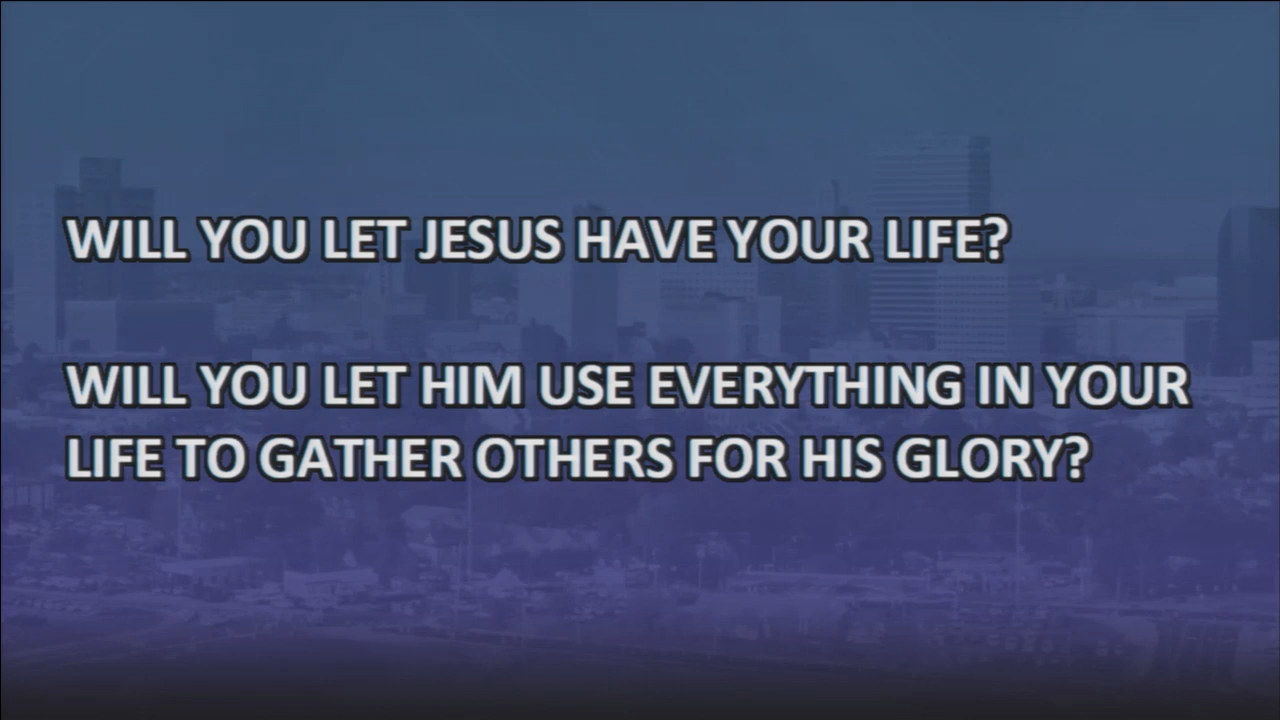 WILL YOU LET JESUS HAVE YOUR LIFE?
WILL YOU LET HIM USE EVERYTHING IN YOUR
LIFE TO GATHER OTHERS FOR HIS GLORY?